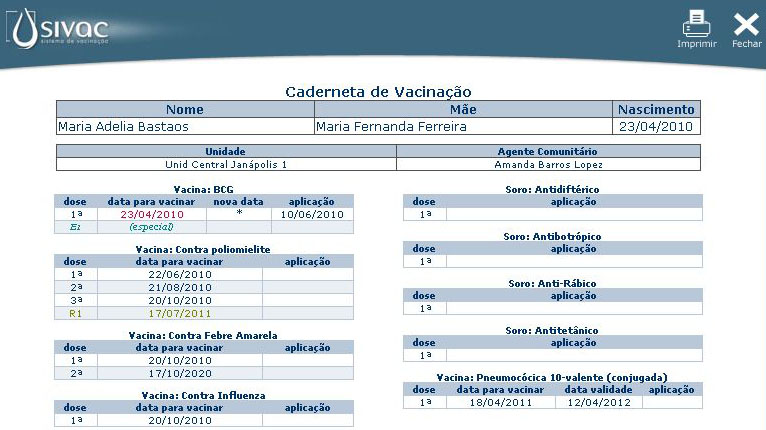 sivac
sistema de vacinação
Imprimir
Fechar
Caderneta de Vacinação
Nome Mãe Nascimento
Maria Adelia Bastaos Maria Fernanda Ferreira 23/04/2010
Unidade Agente Comunitário
Unid Central Janápolis 1 Amanda Barros Lopez
Vacina: BCG
dose data para vacinar nova data aplicação
1ª 23/04/2010 * 10/06/2010
E1 (especial)
Vacina: Contra poliomielite
dose data para vacinar aplicação
1ª 22/06/2010
2ª 21/08/2010
3ª 20/10/2010
R1 17/07/2011
Vacina: Contra Febre Amarela
dose data para vacinar aplicação
1ª 20/10/2010
2ª 17/10/2020
Vacina: Contra Influenza
dose data para vacinar aplicação
1ª 20/10/2010
Soro: Antidiftérico
dose aplicação
1ª
Soro: Antibotrópico
dose aplicação
1ª
Soro: Anti-Rábico
dose aplicação
1ª
Soro: Antitetânico
dose aplicação
1ª
Vacina: Pneumocócica 10-valente (conjugada)
dose data para vacinar data validade aplicação
1ª 18/04/2011 12/04/2012